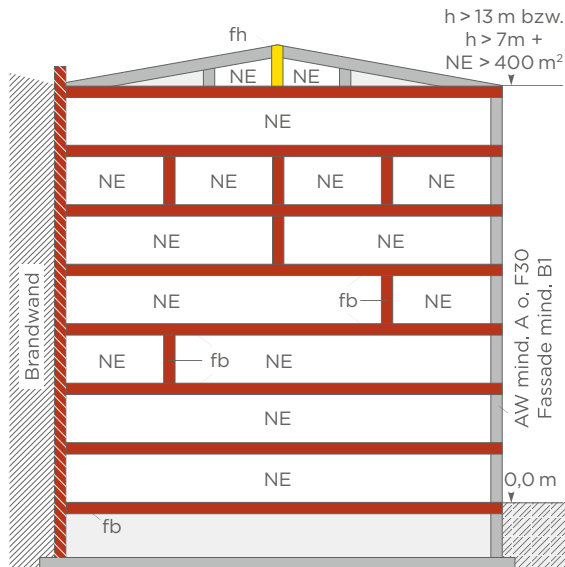 h > 13 m bzw.
h > 7m +
NE > 400 m²
fh
NE NE
NE
NE NE NE NE
NE NE
NE fb NE
NE fb NE
NE
NE
fb
0,0 m
Brandwand
AW mind. A o. F30
Fassade mind. B1